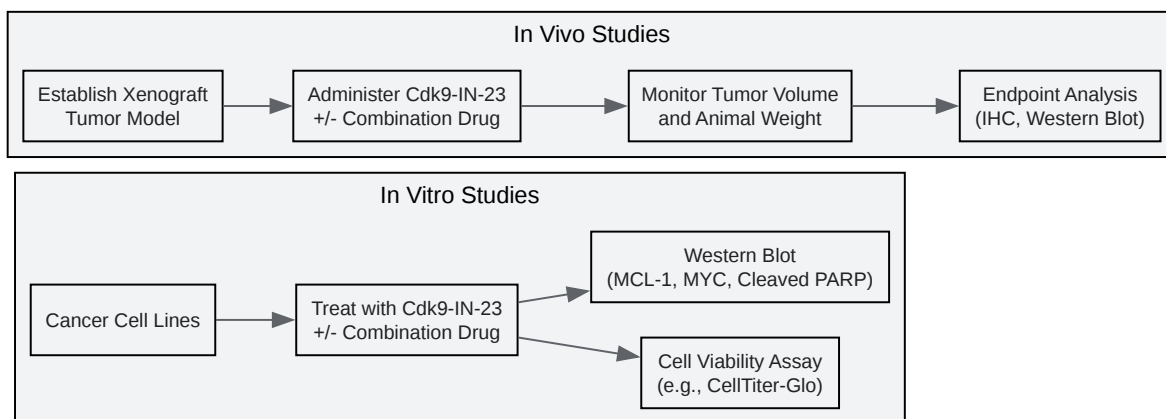 In Vivo Studies
Establish Xenograft
Tumor Model
Administer Cdk9-IN-23
+/- Combination Drug
Monitor Tumor Volume
and Animal Weight
Endpoint Analysis
(IHC, Western Blot)
In Vitro Studies
Cancer Cell Lines
Treat with Cdk9-IN-23
+/- Combination Drug
Western Blot
(MCL-1, MYC, Cleaved PARP)
Cell Viability Assay
(e.g., CellTiter-Glo)